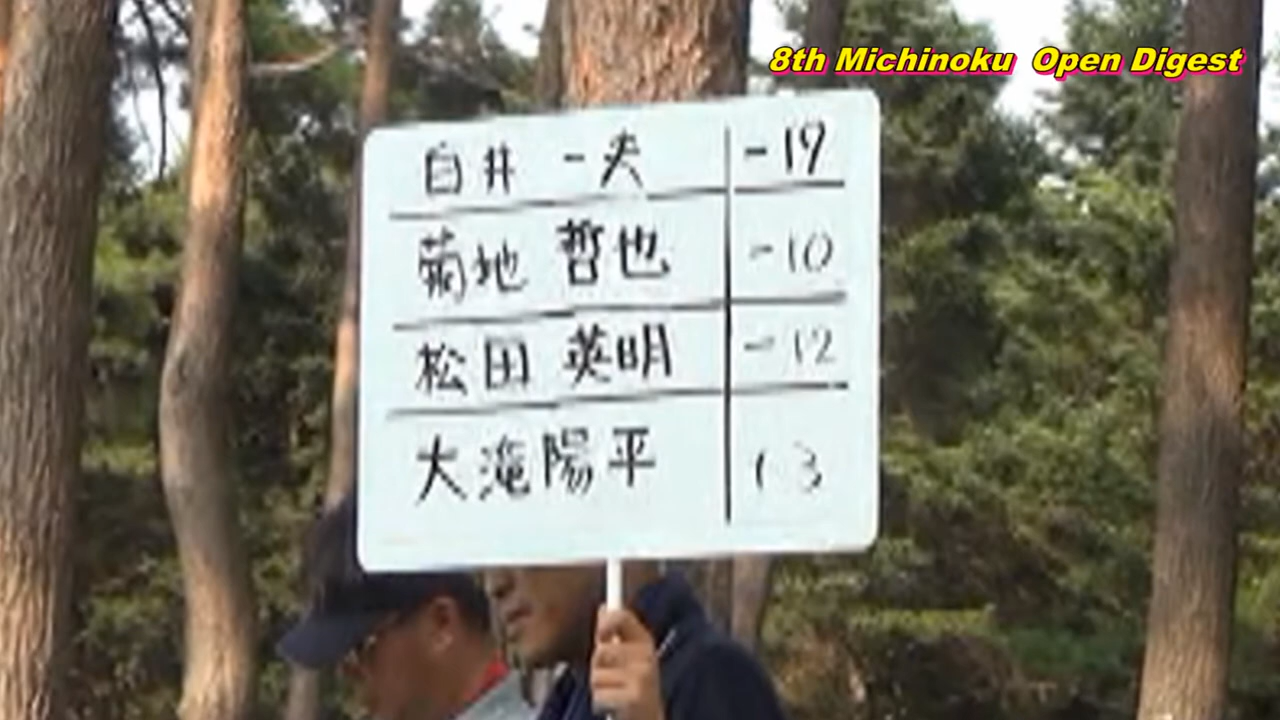 8th Michinoku Open Digest
白井 一夫 -19
菊地 哲也 -10
松田 英明 -12
大滝陽平